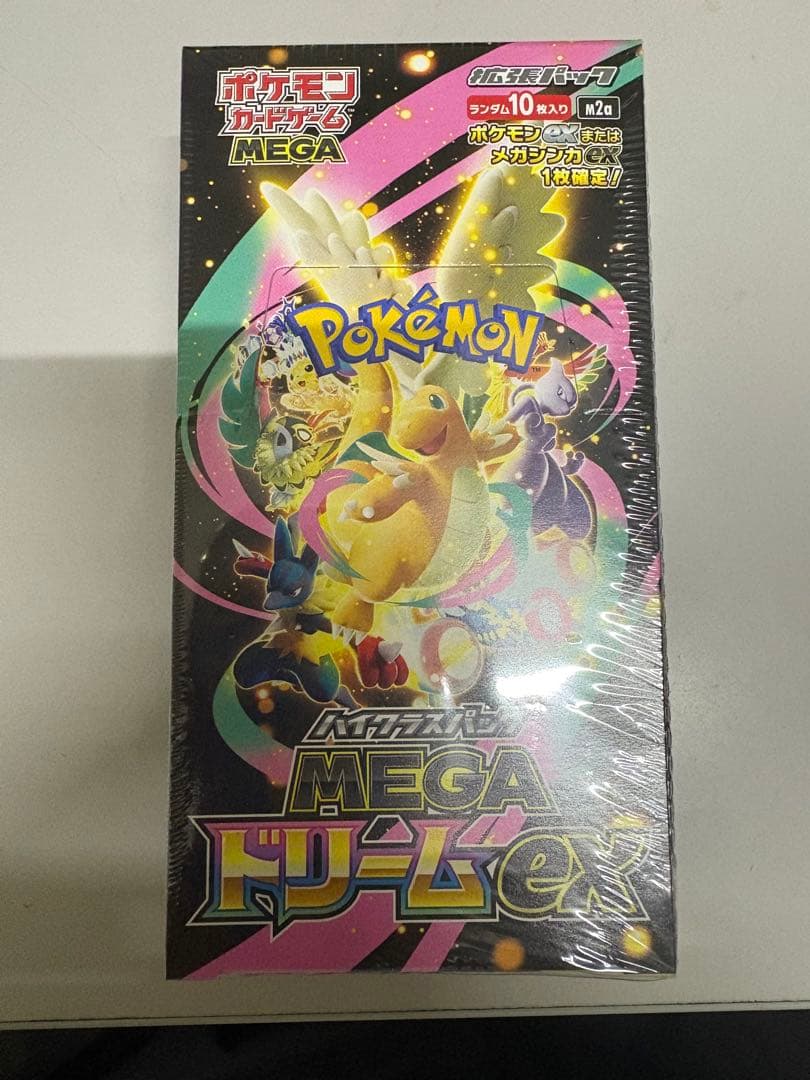 ポケモン
カードゲーム
MEGA
拡張パック
ランダム10枚入り M2a
ポケモンexまたは
メガシンカex
1枚確定!
POKÉMON
ハイクラスパック
MEGA
ドリームex